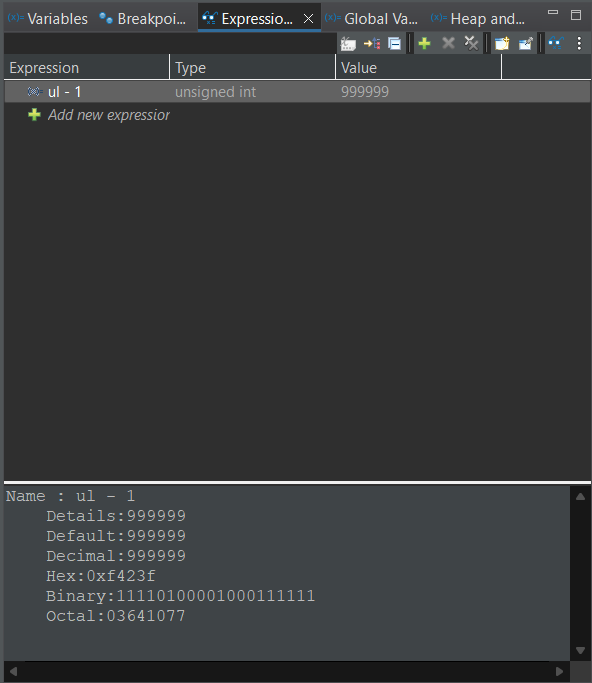 (x)= Variables Breakpoi... Expressio... (x)= Global Va... (x)= Heap and...
Expression Type Value
ul - 1 unsigned int 999999
Add new expression
Name : ul - 1
Details:999999
Default:999999
Decimal:999999
Hex:0xf423f
Binary:11110100001000111111
Octal:03641077